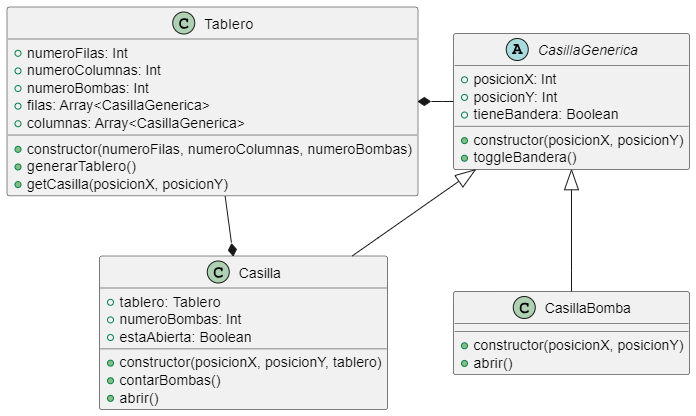 C Tablero
numeroFilas: Int
numeroColumnas: Int
numeroBombas: Int
filas: Array<CasillaGenerica>
columnas: Array<CasillaGenerica>
constructor(numeroFilas, numeroColumnas, numeroBombas)
generarTablero()
getCasilla(posicionX, posicionY)
A CasillaGenerica
posicionX: Int
posicionY: Int
tieneBandera: Boolean
constructor(posicionX, posicionY)
toggleBandera()
C Casilla
tablero: Tablero
numeroBombas: Int
estaAbierta: Boolean
constructor(posicionX, posicionY, tablero)
contarBombas()
abrir()
C CasillaBomba
constructor(posicionX, posicionY)
abrir()